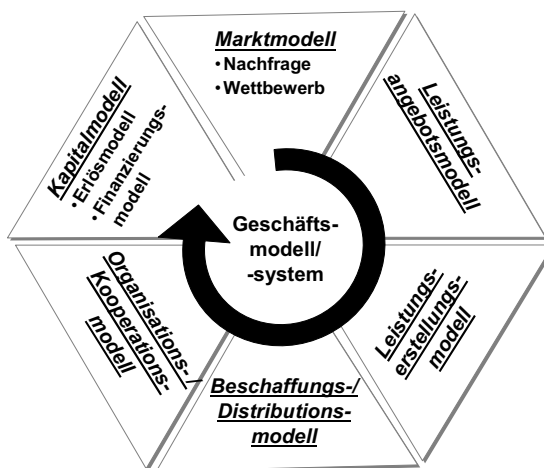 Marktmodell
• Nachfrage
• Wettbewerb
Leistungs-
angebotsmodell
Leistungs-
erstellungs-
modell
Beschaffungs-/
Distributions-
modell
Organisations-/
Kooperations-
modell
Kapitalmodell
• Erlösmodell
• Finanzierungs-
modell
Geschäfts-
modell/
-system